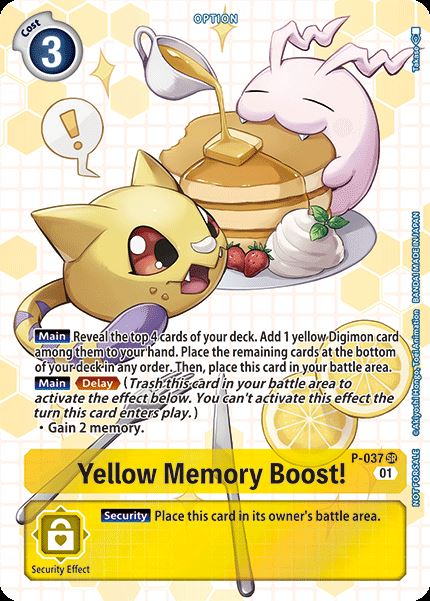 OPTION
Cost
3
Main Reveal the top 4 cards of your deck. Add 1 yellow Digimon card
among them to your hand. Place the remaining cards at the bottom
of your deck in any order. Then, place this card in your battle area.
Main Delay (Trash this card in your battle area to
activate the effect below. You can't activate this effect the
turn this card enters play.)
• Gain 2 memory.
P-037 SR
01
Yellow Memory Boost!
Security Place this card in its owner's battle area.
Security Effect
©Akiyoshi Hongo, Toei Animation
BANDAI MADE IN JAPAN
NOT FOR SALE